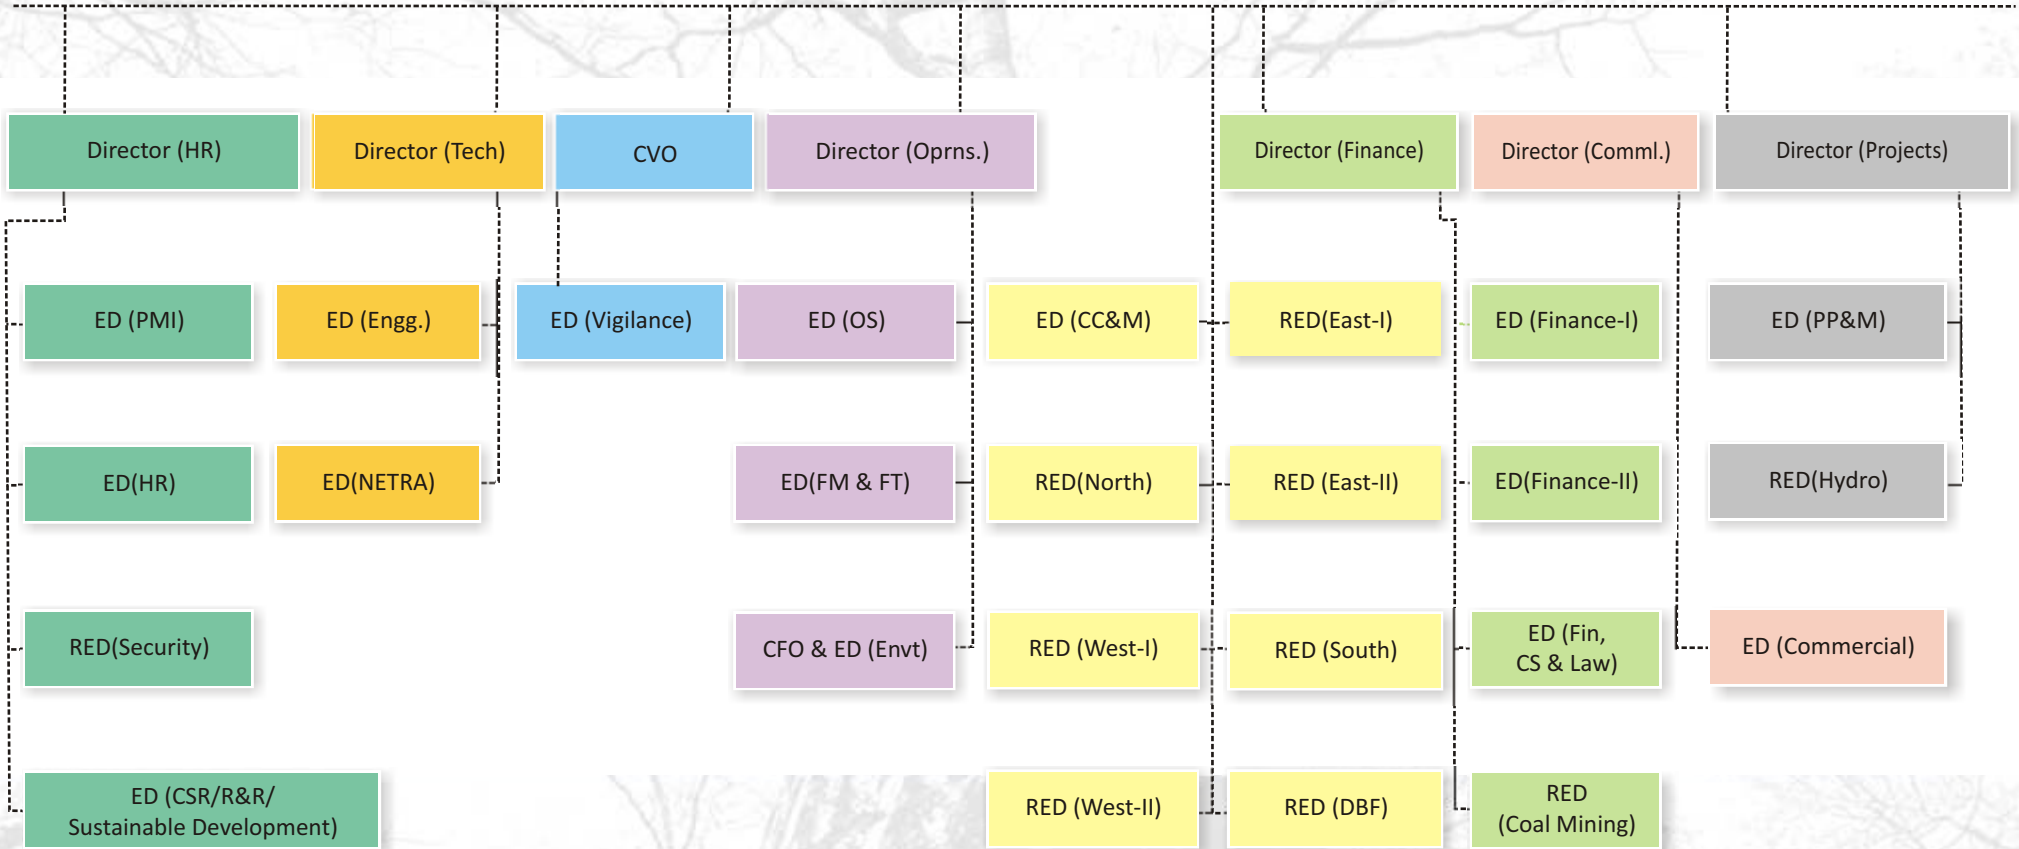 Director (HR)
Director (Tech)
CVO
Director (Oprns.)
Director (Finance)
Director (Comml.)
Director (Projects)
ED (PMI)
ED (Engg.)
ED (Vigilance)
ED (OS)
ED (CC&M)
RED(East-I)
ED (Finance-I)
ED (PP&M)
ED(HR)
ED(NETRA)
ED(FM & FT)
RED(North)
RED (East-II)
ED(Finance-II)
RED(Hydro)
RED(Security)
CFO & ED (Envt)
RED (West-I)
RED (South)
ED (Fin,
CS & Law)
ED (Commercial)
ED (CSR/R&R/
Sustainable Development)
RED (West-II)
RED (DBF)
RED
(Coal Mining)